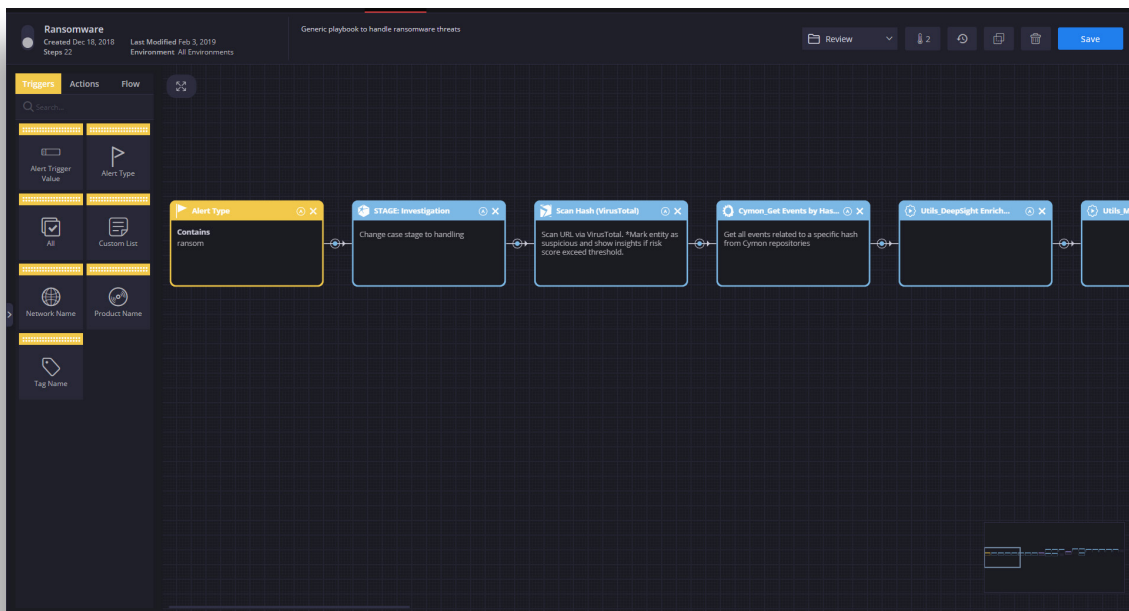 Ransomware
Created Dec 18, 2018
Last Modified Feb 3, 2019
Steps 22
Environment All Environments
Generic playbook to handle ransomware threats
Review
2
Save
Triggers
Actions
Flow
Search...
Alert Trigger
Value
Alert Type
All
Custom List
Network Name
Product Name
Tag Name
Alert Type
Contains
ransom
STAGE: Investigation
Change case stage to handling
Scan Hash (VirusTotal)
Scan URL via VirusTotal. *Mark entity as
suspicious and show insights if risk
score exceed threshold.
Cymon_Get Events by Has...
Get all events related to a specific hash
from Cymon repositories
Utils_DeepSight Enrich...
Utils_M